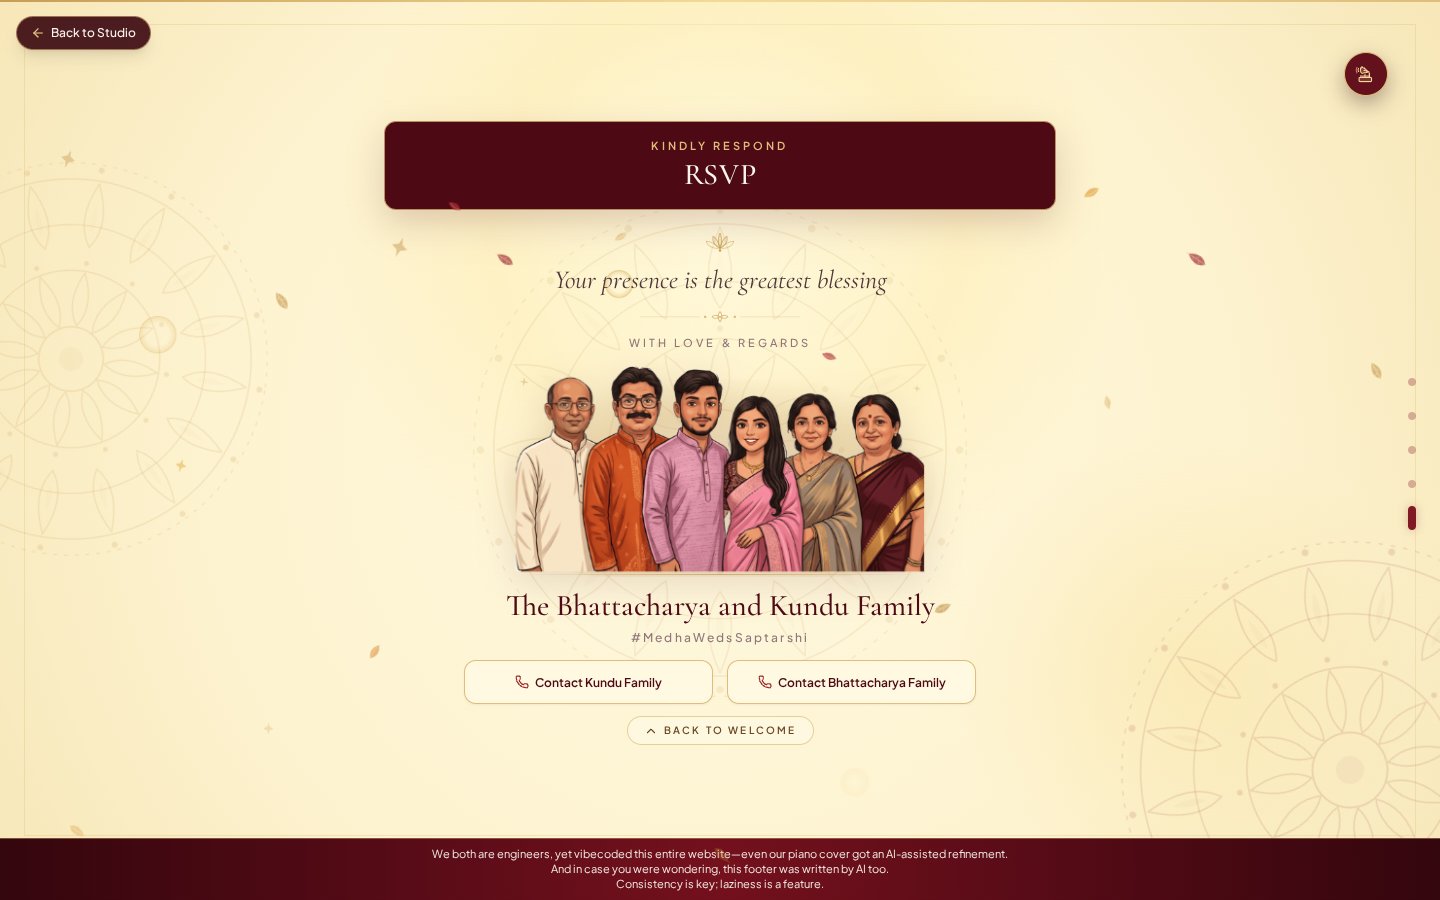 Back to Studio
KINDLY RESPOND
RSVP
Your presence is the greatest blessing
WITH LOVE & REGARDS
The Bhattacharya and Kundu Family
#MedhaWedsSaptarshi
Contact Kundu Family
Contact Bhattacharya Family
BACK TO WELCOME
We both are engineers, yet vibecoded this entire website—even our piano cover got an AI-assisted refinement.
And in case you were wondering, this footer was written by AI too.
Consistency is key; laziness is a feature.